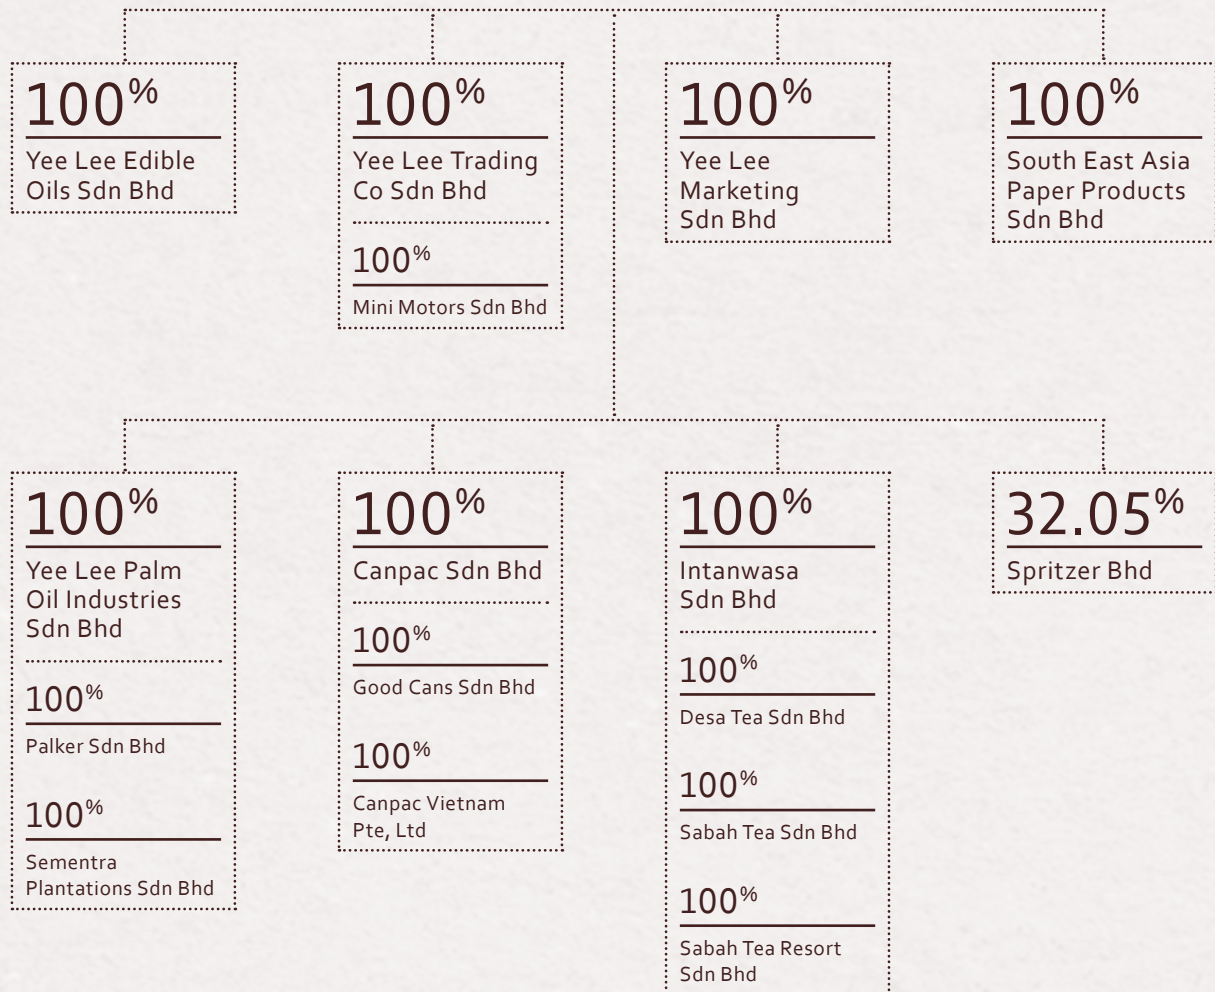 100%
Yee Lee Edible
Oils Sdn Bhd
100%
Yee Lee Trading
Co Sdn Bhd
100%
Mini Motors Sdn Bhd
100%
Yee Lee
Marketing
Sdn Bhd
100%
South East Asia
Paper Products
Sdn Bhd
100%
Yee Lee Palm
Oil Industries
Sdn Bhd
100%
Palker Sdn Bhd
100%
Sementra
Plantations Sdn Bhd
100%
Canpac Sdn Bhd
100%
Good Cans Sdn Bhd
100%
Canpac Vietnam
Pte, Ltd
100%
Intanwasa
Sdn Bhd
100%
Desa Tea Sdn Bhd
100%
Sabah Tea Sdn Bhd
100%
Sabah Tea Resort
Sdn Bhd
32.05%
Spritzer Bhd